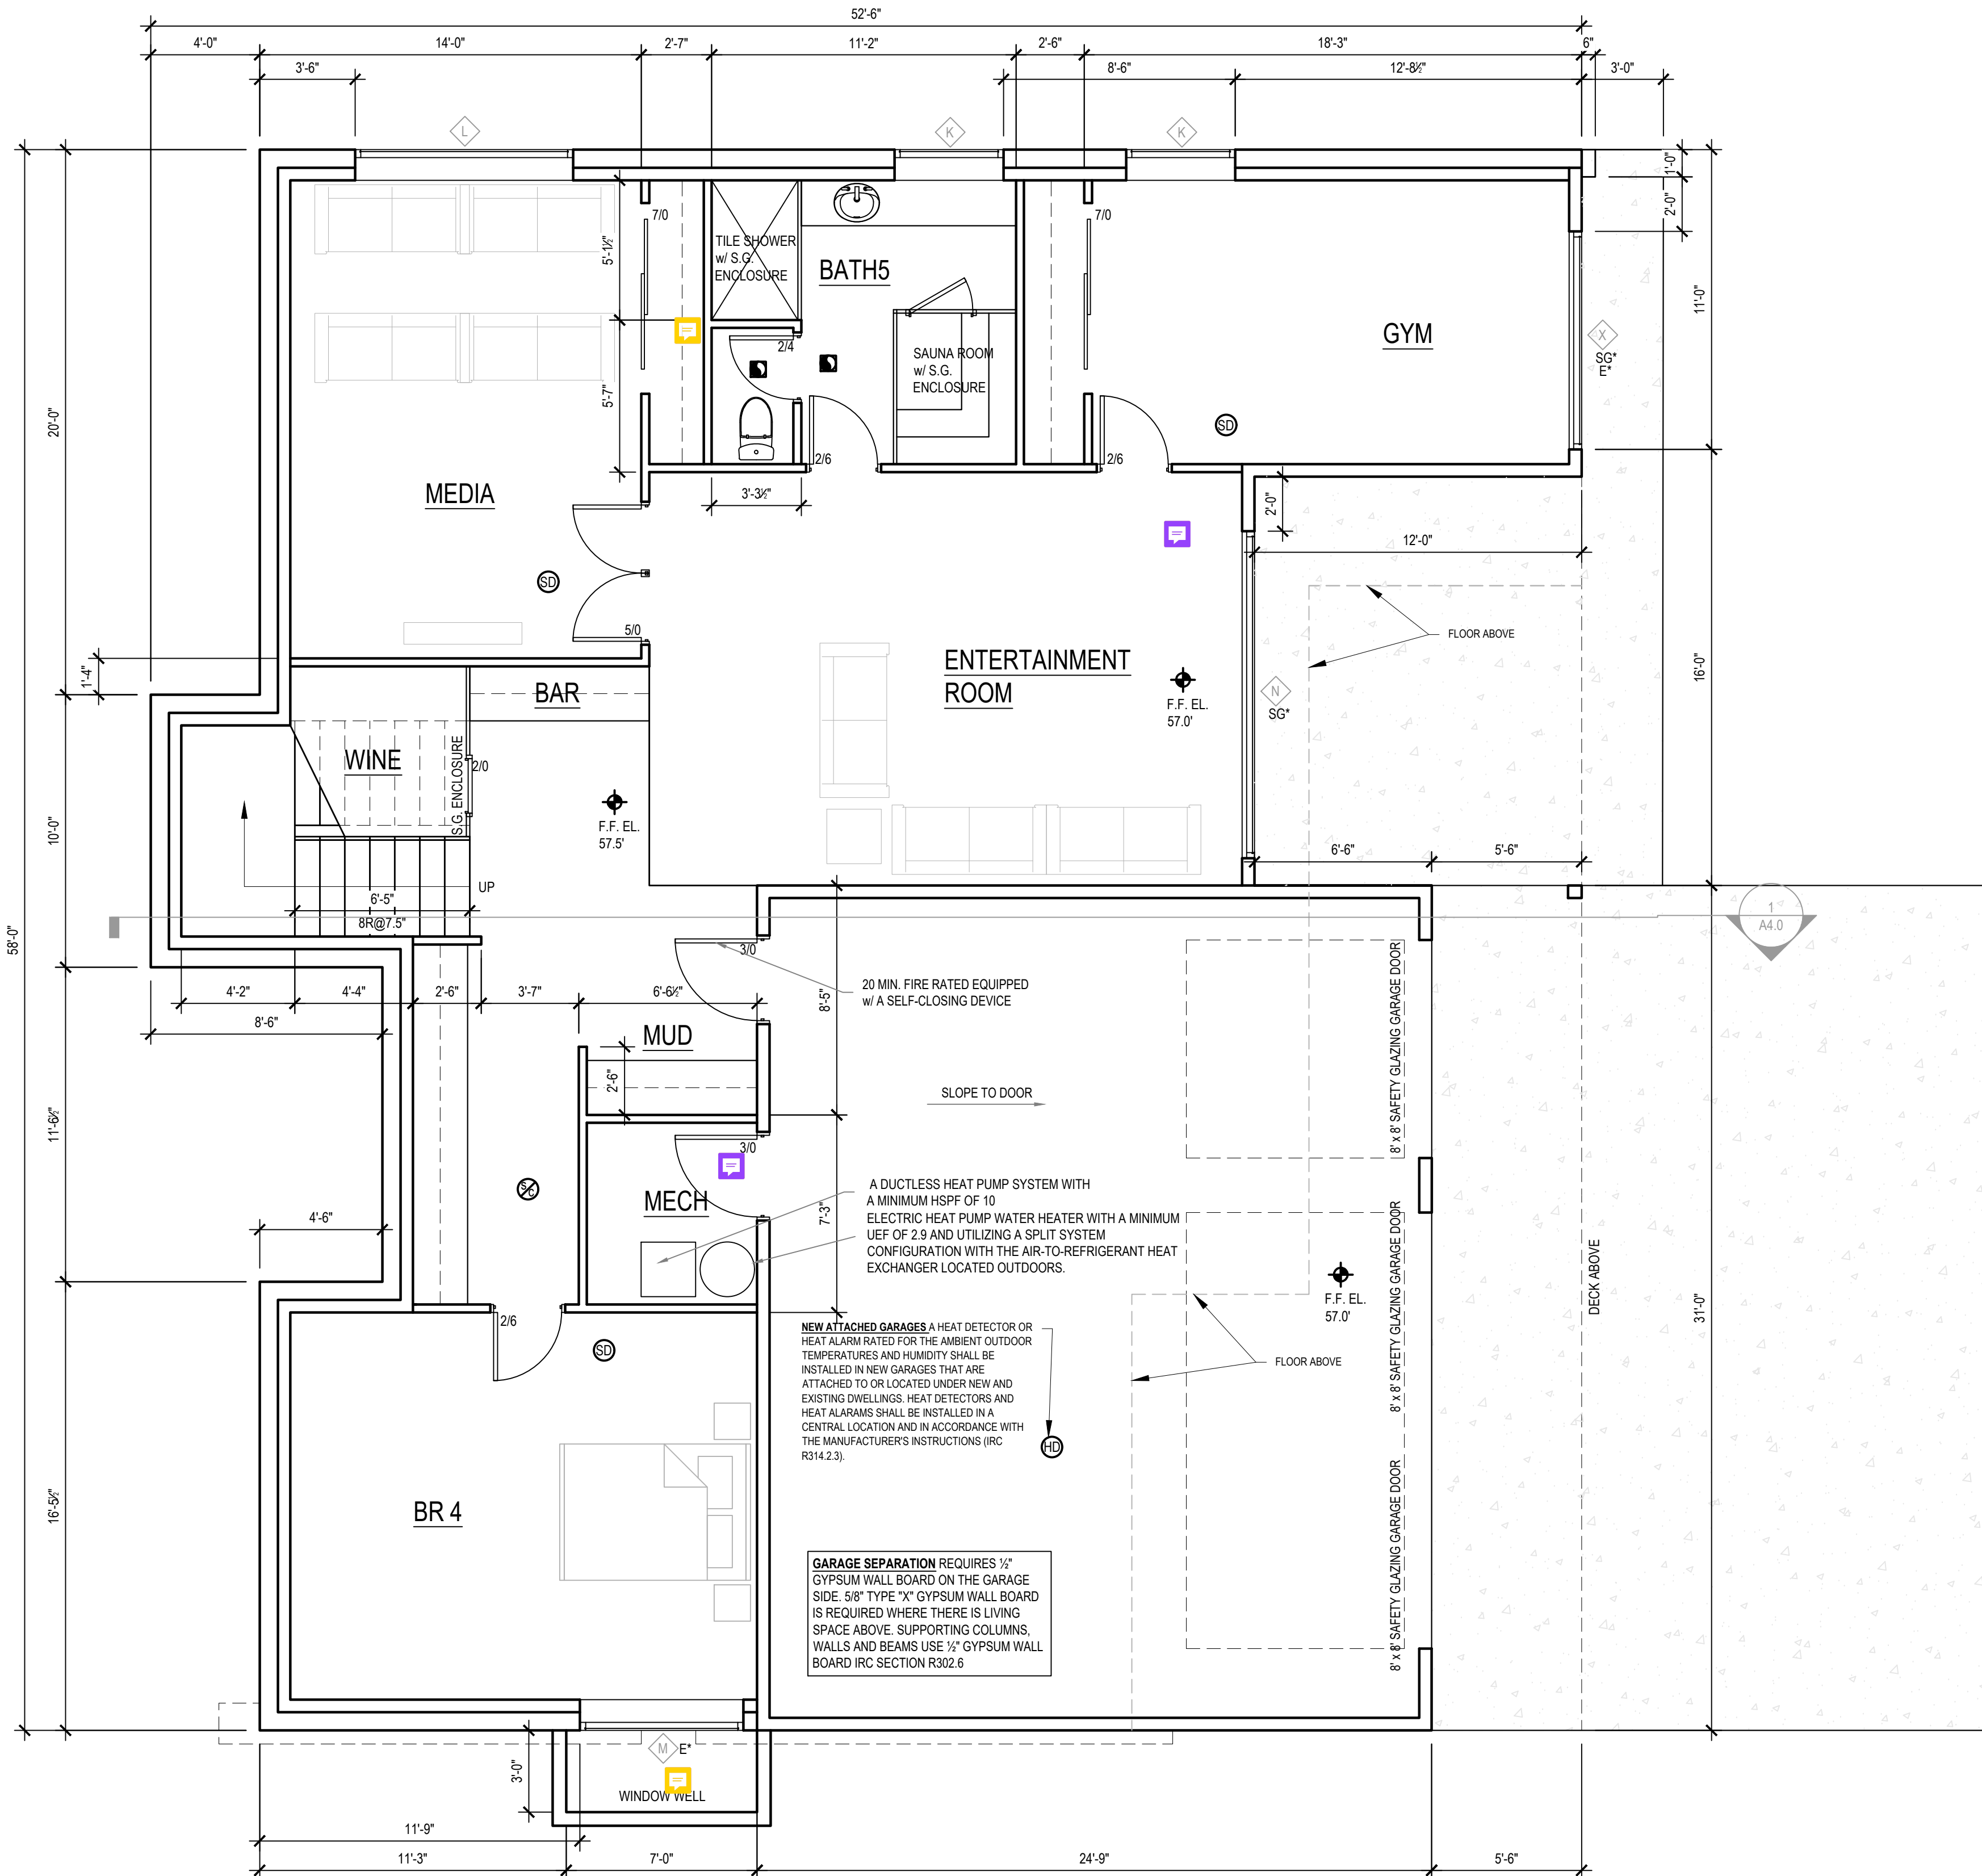 52'-6"
4'-0"
14'-0"
2'-7"
11'-2"
2'-6"
18'-3"
6"
3'-6"
8'-6"
12'-8½"
3'-0"
L
K
K
1'-0"
2'-0"
7/0
7/0
TILE SHOWER
w/ S.G.
ENCLOSURE
5'-1½"
BATH5
11'-0"
GYM
X
SG*
E*
2/4
SAUNA ROOM
w/ S.G.
ENCLOSURE
5'-7"
20'-0"
SD
2/6
2/6
MEDIA
3'-3½"
2'-0"
12'-0"
SD
5/0
FLOOR ABOVE
ENTERTAINMENT
ROOM
16'-0"
1'-4"
BAR
N
SG*
F.F. EL.
57.0'
WINE
S.G. ENCLOSURE
2/0
F.F. EL.
57.5'
10'-0"
6'-6"
5'-6"
UP
6'-5"
8R@7.5"
1
A4.0
58'-0"
3/0
20 MIN. FIRE RATED EQUIPPED
w/ A SELF-CLOSING DEVICE
4'-2"
4'-4"
2'-6"
3'-7"
6'-6½"
8'-5"
8'-6"
MUD
8' x 8' SAFETY GLAZING GARAGE DOOR
2'-6"
SLOPE TO DOOR
11'-6½"
3/0
S/C
MECH
A DUCTLESS HEAT PUMP SYSTEM WITH
A MINIMUM HSPF OF 10
ELECTRIC HEAT PUMP WATER HEATER WITH A MINIMUM
UEF OF 2.9 AND UTILIZING A SPLIT SYSTEM
CONFIGURATION WITH THE AIR-TO-REFRIGERANT HEAT
EXCHANGER LOCATED OUTDOORS.
7'-3"
4'-6"
8' x 8' SAFETY GLAZING GARAGE DOOR
DECK ABOVE
31'-0"
F.F. EL.
57.0'
2/6
SD
NEW ATTACHED GARAGES A HEAT DETECTOR OR
HEAT ALARM RATED FOR THE AMBIENT OUTDOOR
TEMPERATURES AND HUMIDITY SHALL BE
INSTALLED IN NEW GARAGES THAT ARE
ATTACHED TO OR LOCATED UNDER NEW AND
EXISTING DWELLINGS. HEAT DETECTORS AND
HEAT ALARAMS SHALL BE INSTALLED IN A
CENTRAL LOCATION AND IN ACCORDANCE WITH
THE MANUFACTURER'S INSTRUCTIONS (IRC
R314.2.3).
FLOOR ABOVE
HD
8' x 8' SAFETY GLAZING GARAGE DOOR
16'-5½"
BR 4
GARAGE SEPARATION REQUIRES ½"
GYPSUM WALL BOARD ON THE GARAGE
SIDE. 5/8" TYPE "X" GYPSUM WALL BOARD
IS REQUIRED WHERE THERE IS LIVING
SPACE ABOVE. SUPPORTING COLUMNS,
WALLS AND BEAMS USE ½" GYPSUM WALL
BOARD IRC SECTION R302.6
M
E*
3'-0"
WINDOW WELL
11'-9"
11'-3"
7'-0"
24'-9"
5'-6"